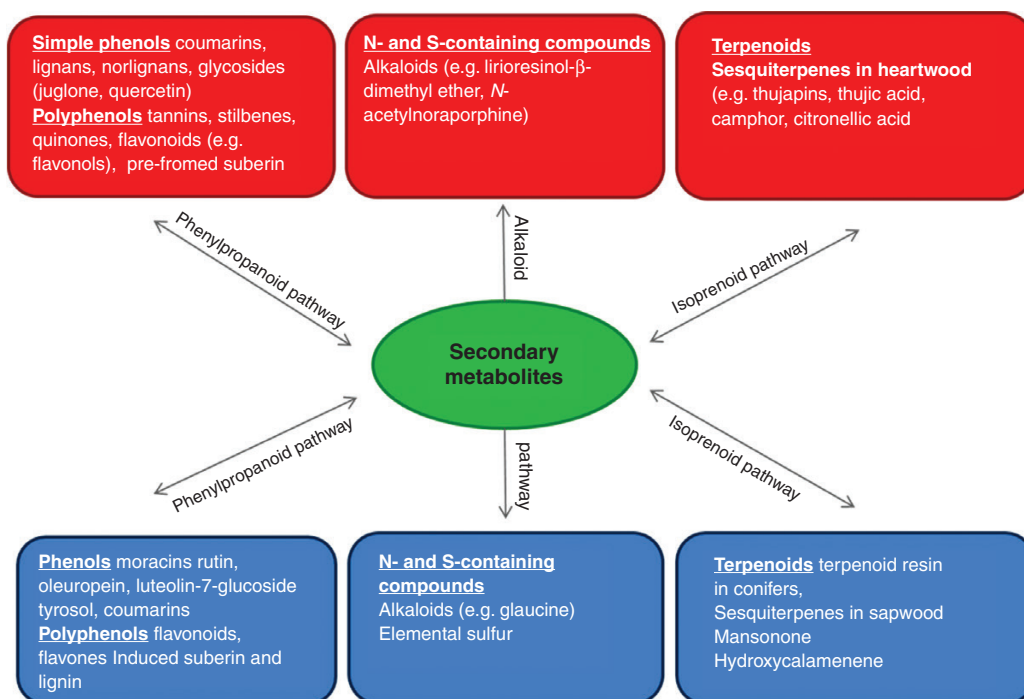 Simple phenols coumarins,
lignans, norlignans, glycosides
(juglone, quercetin)
Polyphenols tannins, stilbenes,
quinones, flavonoids (e.g.
flavonols), pre-fromed suberin
N- and S-containing compounds
Alkaloids (e.g. lirioresinol-β-
dimethyl ether, N-
acetylnoraporphine)
Terpenoids
Sesquiterpenes in heartwood
(e.g. thujapins, thujic acid,
camphor, citronellic acid
Phenylpropanoid pathway
Alkaloid
Isoprenoid pathway
Secondary
metabolites
Phenylpropanoid pathway
pathway
Isoprenoid pathway
Phenols moracins rutin,
oleuropein, luteolin-7-glucoside
tyrosol, coumarins
Polyphenols flavonoids,
flavones Induced suberin and
lignin
N- and S-containing
compounds
Alkaloids (e.g. glaucine)
Elemental sulfur
Terpenoids terpenoid resin
in conifers,
Sesquiterpenes in sapwood
Mansonone
Hydroxycalamenene